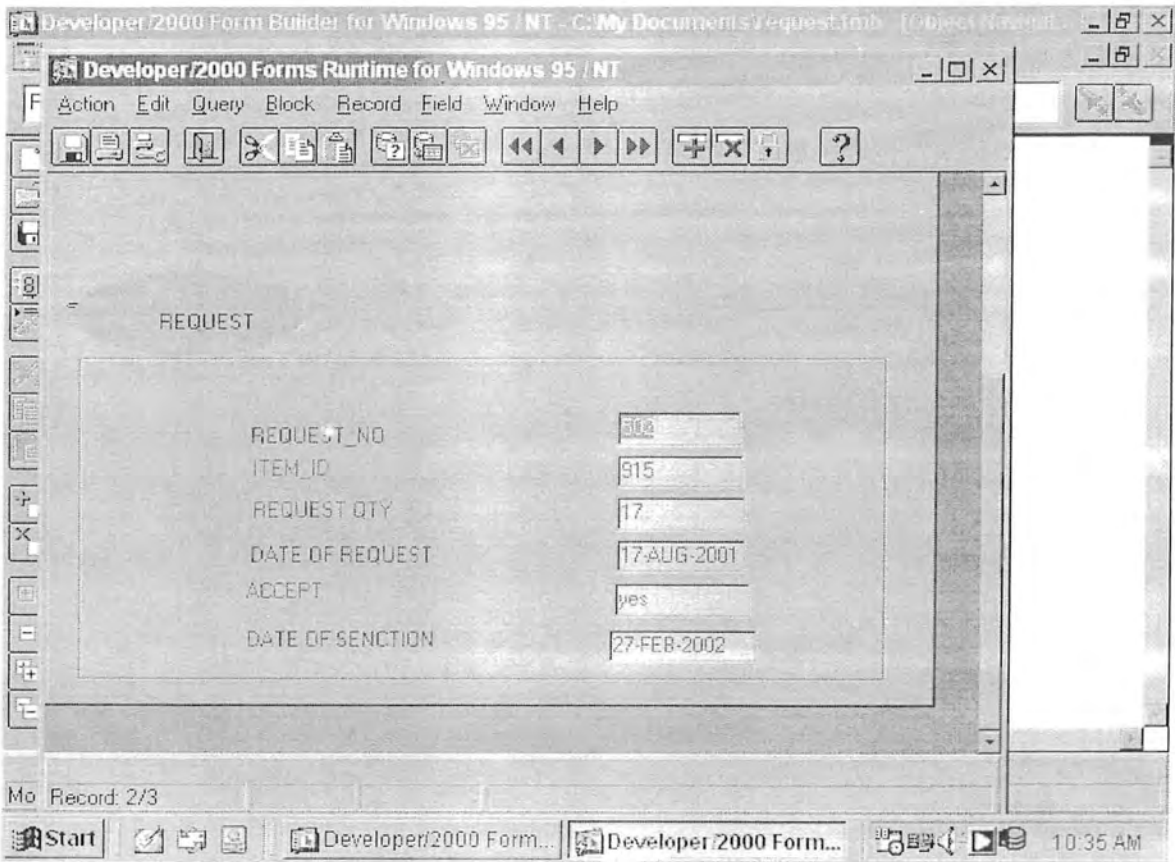 Developer/2000 Form Builder for Windows 95 / NT - C:\My Documents\request.fmb - [Object Navigat...
Developer/2000 Forms Runtime for Windows 95 / NT
F
Action Edit Query Block Record Field Window Help
REQUEST
REQUEST_NO
ITEM_ID 915
REQUEST QTY 17
DATE OF REQUEST 17-AUG-2001
ACCEPT yes
DATE OF SENCTION 27-FEB-2002
Mo Record: 2/3
Start Developer/2000 Form... Developer/2000 Form... 10:35 AM